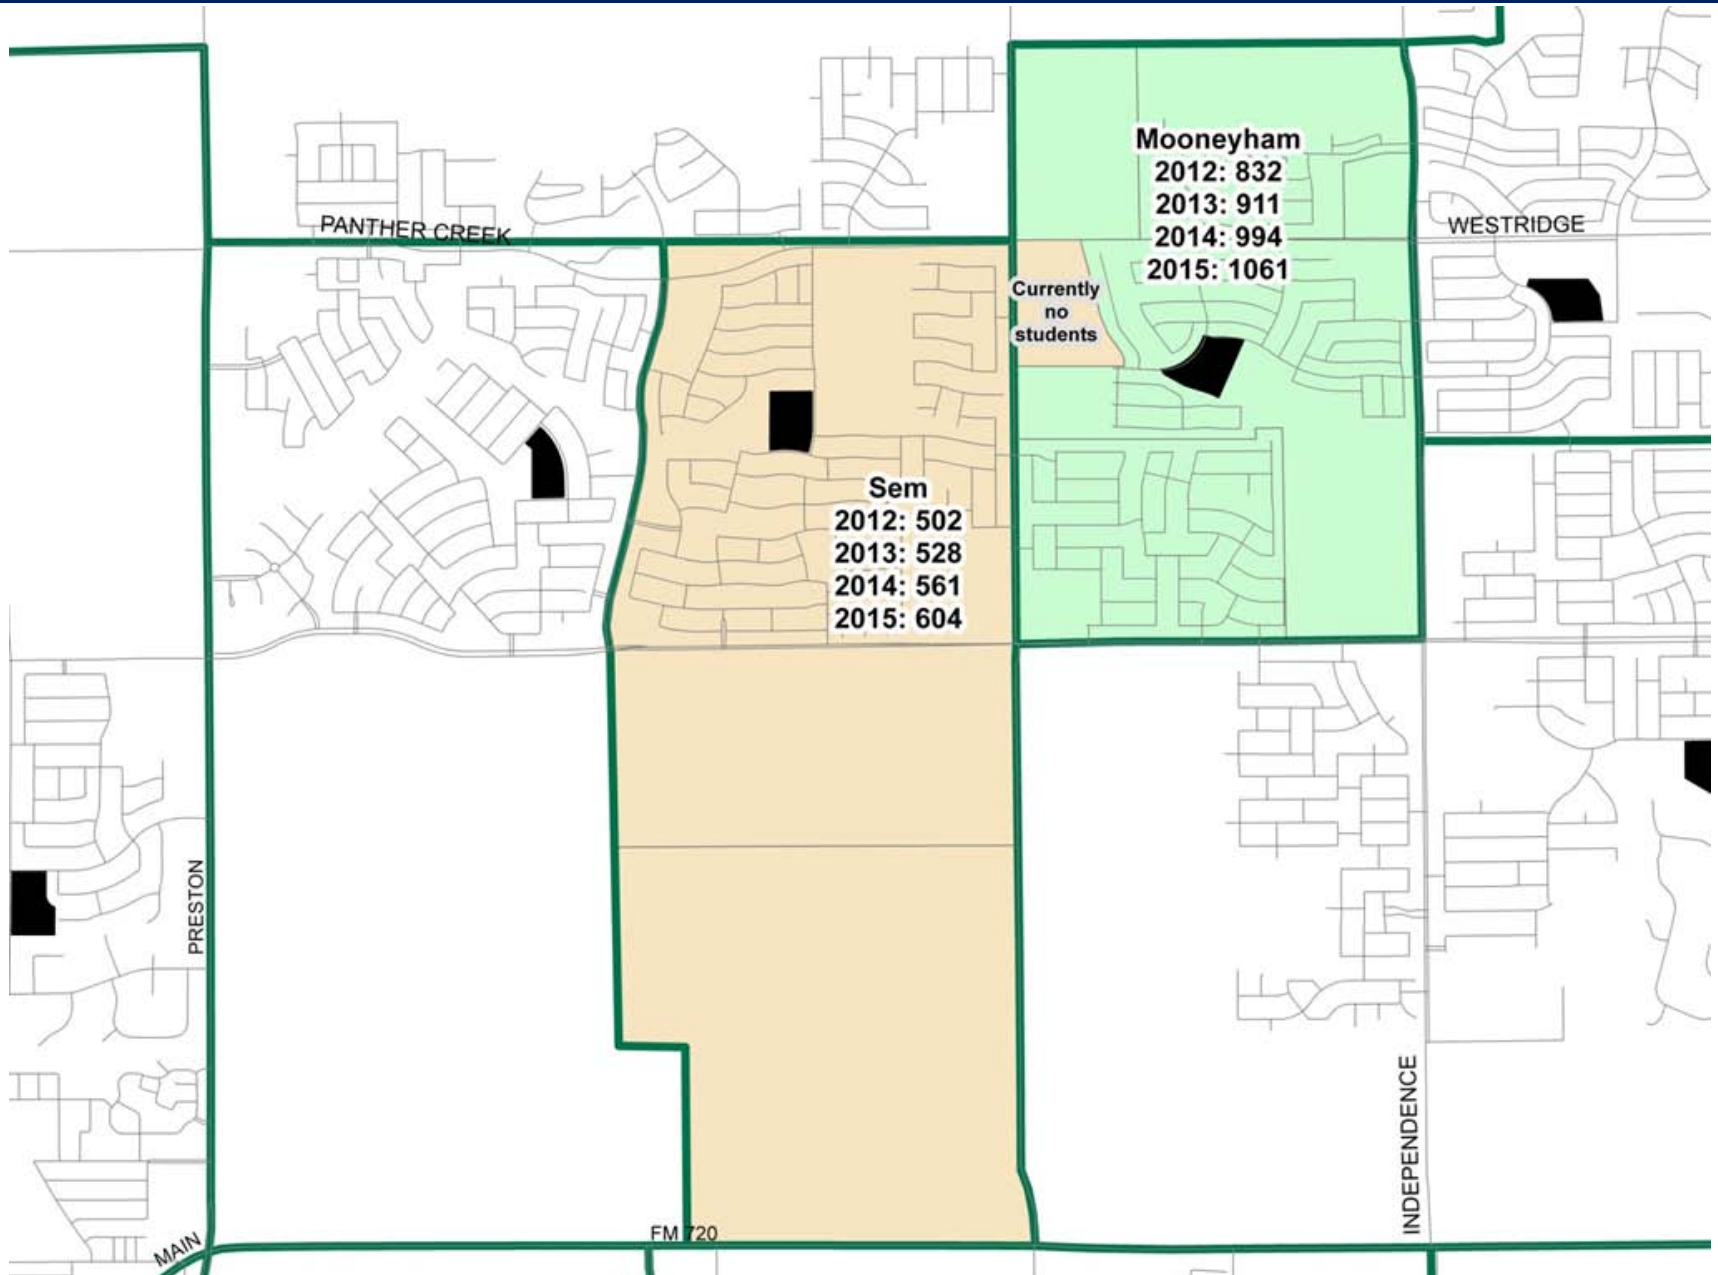 Mooneyham
2012: 832
2013: 911
2014: 994
2015: 1061
PANTHER CREEK
WESTRIDGE
Currently
no
students
Sem
2012: 502
2013: 528
2014: 561
2015: 604
PRESTON
INDEPENDENCE
FM 720
MAIN